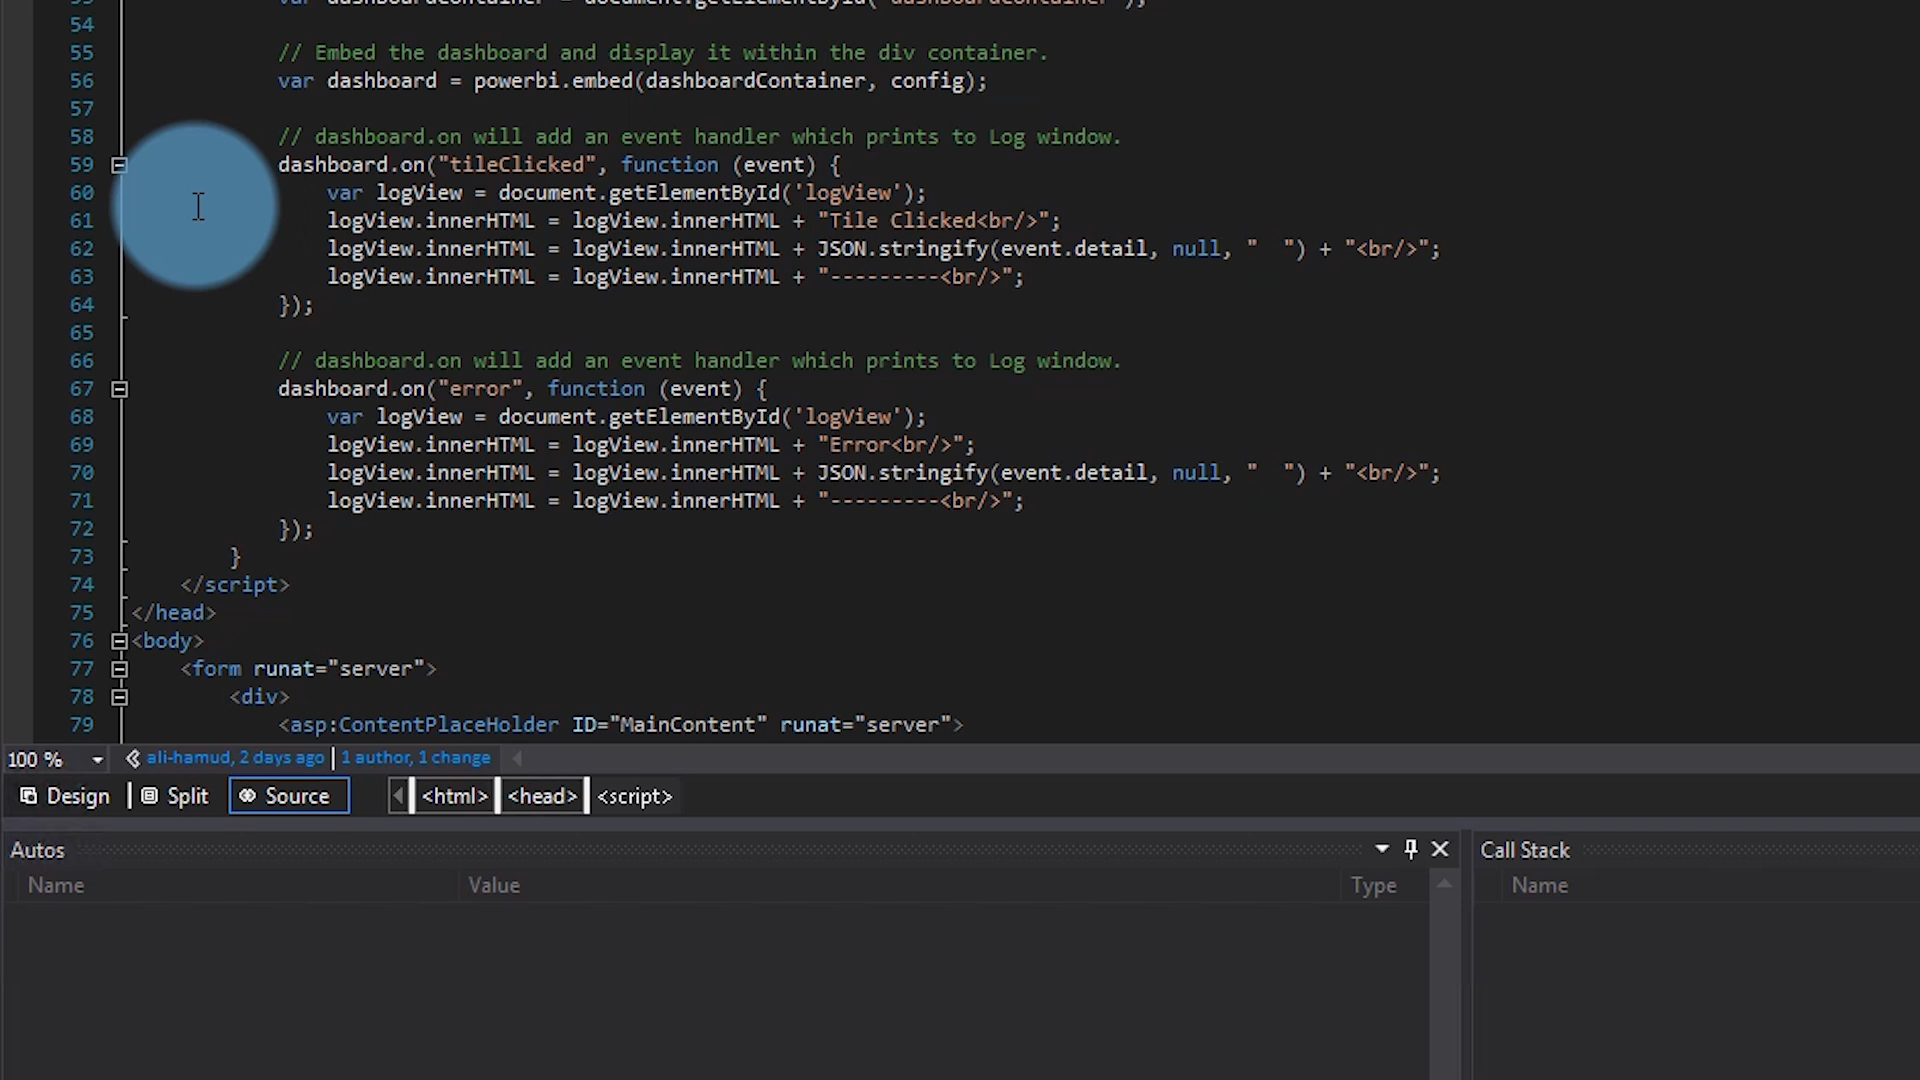 53 var dashboardContainer = document.getElementById('dashboardContainer');
54
55 // Embed the dashboard and display it within the div container.
56 var dashboard = powerbi.embed(dashboardContainer, config);
57
58 // dashboard.on will add an event handler which prints to Log window.
59 dashboard.on("tileClicked", function (event) {
60 var logView = document.getElementById('logView');
61 logView.innerHTML = logView.innerHTML + "Tile Clicked<br/>";
62 logView.innerHTML = logView.innerHTML + JSON.stringify(event.detail, null, "  ") + "<br/>";
63 logView.innerHTML = logView.innerHTML + "---------<br/>";
64 });
65
66 // dashboard.on will add an event handler which prints to Log window.
67 dashboard.on("error", function (event) {
68 var logView = document.getElementById('logView');
69 logView.innerHTML = logView.innerHTML + "Error<br/>";
70 logView.innerHTML = logView.innerHTML + JSON.stringify(event.detail, null, "  ") + "<br/>";
71 logView.innerHTML = logView.innerHTML + "---------<br/>";
72 });
73 }
74 </script>
75 </head>
76 <body>
77 <form runat="server">
78 <div>
79 <asp:ContentPlaceHolder ID="MainContent" runat="server">
100 % ali-hamud, 2 days ago | 1 author, 1 change
Design Split Source <html> <head> <script>
Autos Call Stack
Name Value Type Name